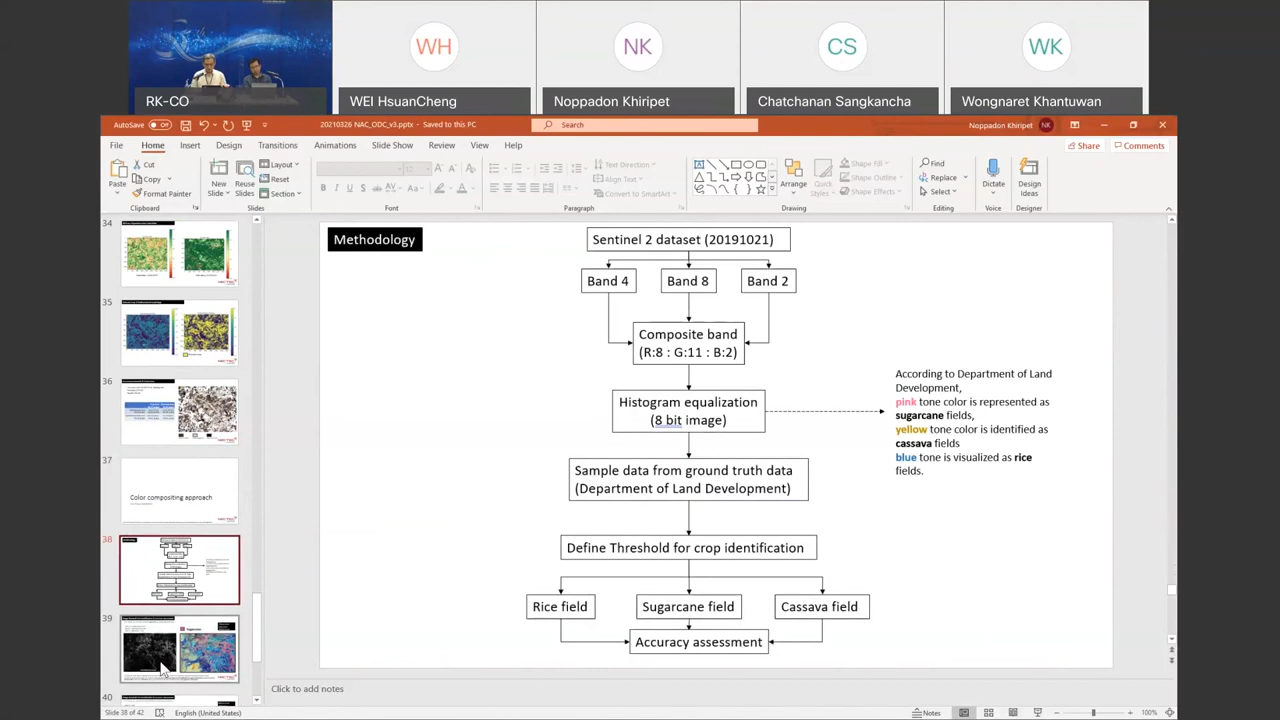 WH
NK
CS
WK
RK-CO
WEI HsuanCheng
Noppadon Khiripet
Chatchanan Sangkancha
Wongnaret Khantuwan
AutoSave Off
20210326 NAC_ODC_v3.pptx - Saved to this PC
Search
Noppadon Khiripet NK
File Home Insert Design Transitions Animations Slide Show Review View Help
Share Comments
Paste
Cut
Copy
Format Painter
Clipboard
New
Slide
Reuse
Slides
Layout
Reset
Section
Slides
Font
Text Direction
Align Text
Convert to SmartArt
Paragraph
Arrange
Quick
Styles
Shape Fill
Shape Outline
Shape Effects
Drawing
Find
Replace
Select
Editing
Dictate
Voice
Design
Ideas
Designer
34
35
36
37
Color compositing approach
38
39
40
Methodology
Sentinel 2 dataset (20191021)
Band 4
Band 8
Band 2
Composite band
(R:8 : G:11 : B:2)
Histogram equalization
(8 bit image)
According to Department of Land
Development,
pink tone color is represented as
sugarcane fields,
yellow tone color is identified as
cassava fields
blue tone is visualized as rice
fields.
Sample data from ground truth data
(Department of Land Development)
Define Threshold for crop identification
Rice field
Sugarcane field
Cassava field
Accuracy assessment
Click to add notes
Slide 38 of 42
English (United States)
Notes
100%